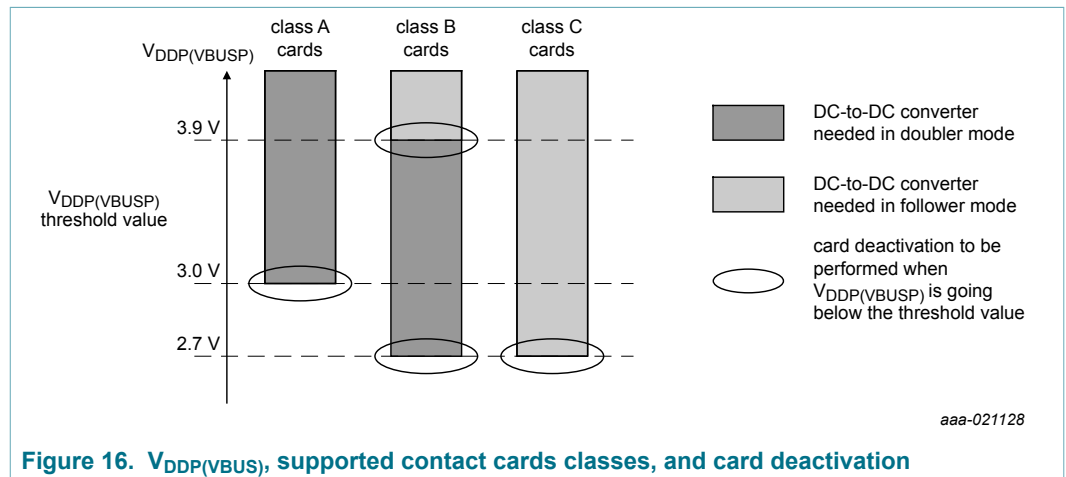 class A
cards
class B
cards
class C
cards
VDDP(VBUSP)
3.9 V
VDDP(VBUSP)
threshold value
3.0 V
2.7 V
DC-to-DC converter
needed in doubler mode
DC-to-DC converter
needed in follower mode
card deactivation to be
performed when
VDDP(VBUSP) is going
below the threshold value
aaa-021128
Figure 16. VDDP(VBUS), supported contact cards classes, and card deactivation